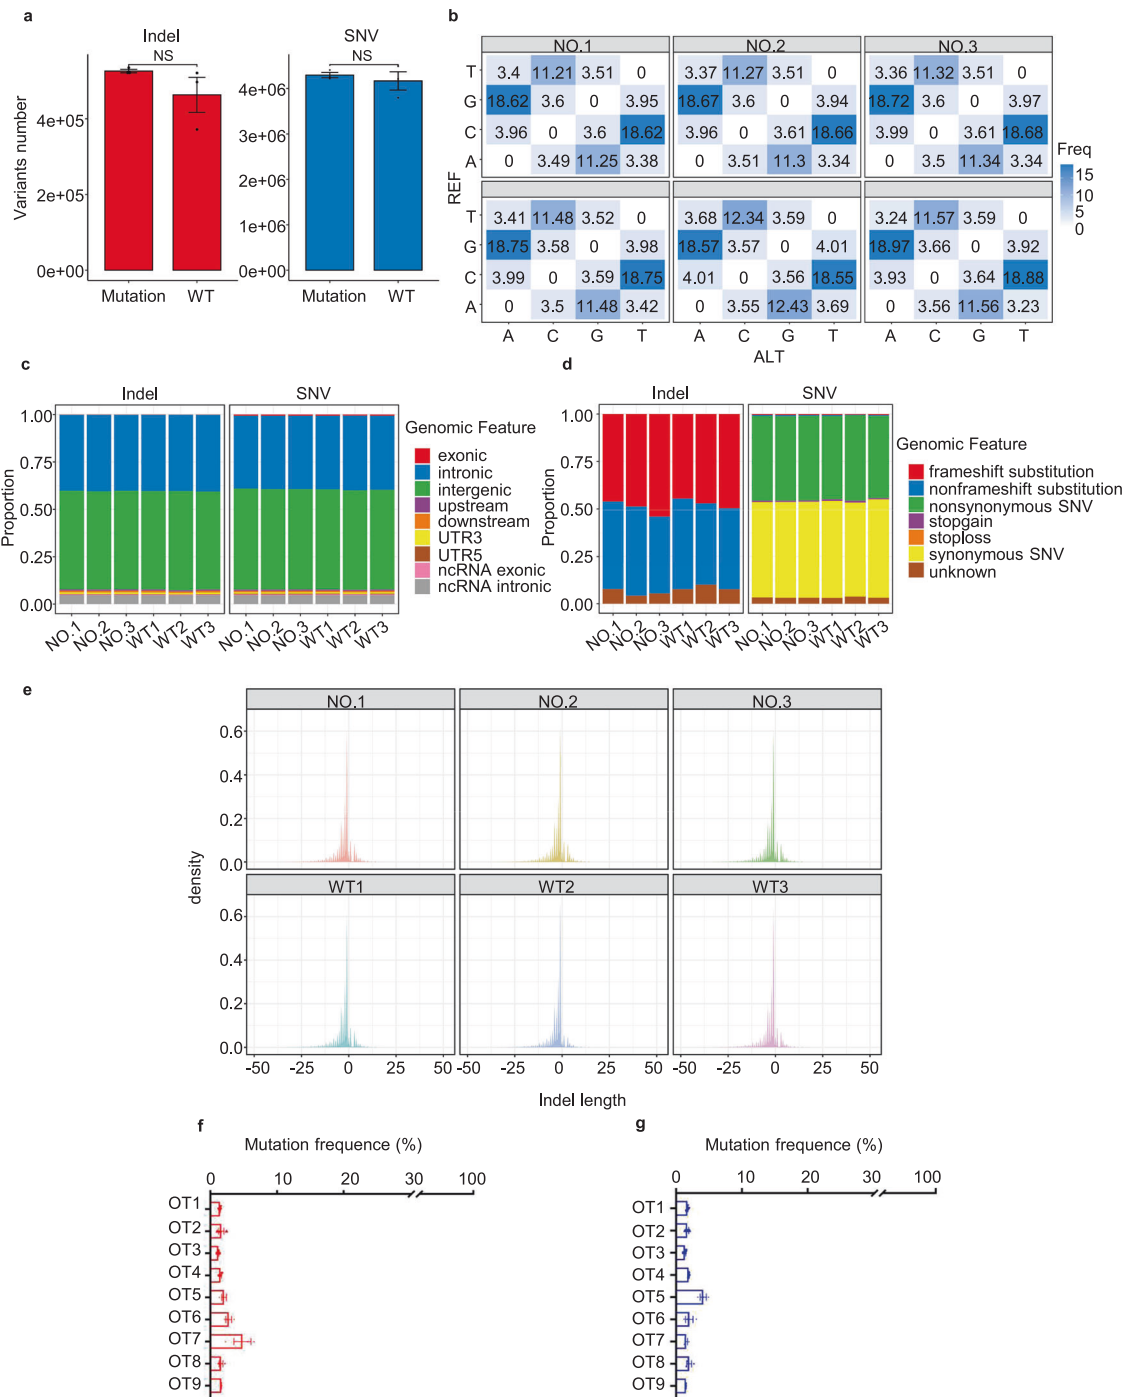 a
Indel
SNV
NS
NS
Variants number
4e+05
2e+05
0e+00
4e+06
3e+06
2e+06
1e+06
0e+00
Mutation WT
Mutation WT
b
NO.1 NO.2 NO.3
T 3.4 11.21 3.51 0 3.37 11.27 3.51 0 3.36 11.32 3.51 0
G 18.62 3.6 0 3.95 18.67 3.6 0 3.94 18.72 3.6 0 3.97
C 3.96 0 3.6 18.62 3.96 0 3.61 18.66 3.99 0 3.61 18.68
A 0 3.49 11.25 3.38 0 3.51 11.3 3.34 0 3.5 11.34 3.34
REF
T 3.41 11.48 3.52 0 3.68 12.34 3.59 0 3.24 11.57 3.59 0
G 18.75 3.58 0 3.98 18.57 3.57 0 4.01 18.97 3.66 0 3.92
C 3.99 0 3.59 18.75 4.01 0 3.56 18.55 3.93 0 3.64 18.88
A 0 3.5 11.48 3.42 0 3.55 12.43 3.69 0 3.56 11.56 3.23
A C G T A C G T A C G T
ALT
Freq
15
10
5
0
c
Indel SNV
Proportion
1.00
0.75
0.50
0.25
0.00
NO.1 NO.2 NO.3 WT1 WT2 WT3 NO.1 NO.2 NO.3 WT1 WT2 WT3
Genomic Feature
exonic
intronic
intergenic
upstream
downstream
UTR3
UTR5
ncRNA exonic
ncRNA intronic
d
Indel SNV
Proportion
1.00
0.75
0.50
0.25
0.00
NO.1 NO.2 NO.3 WT1 WT2 WT3 NO.1 NO.2 NO.3 WT1 WT2 WT3
Genomic Feature
frameshift substitution
nonframeshift substitution
nonsynonymous SNV
stopgain
stoploss
synonymous SNV
unknown
e
NO.1 NO.2 NO.3
0.6
0.4
0.2
0.0
density
WT1 WT2 WT3
0.6
0.4
0.2
0.0
-50 -25 0 25 50 -50 -25 0 25 50 -50 -25 0 25 50
Indel length
f
Mutation frequence (%)
0 10 20 30 100
OT1
OT2
OT3
OT4
OT5
OT6
OT7
OT8
OT9
g
Mutation frequence (%)
0 10 20 30 100
OT1
OT2
OT3
OT4
OT5
OT6
OT7
OT8
OT9